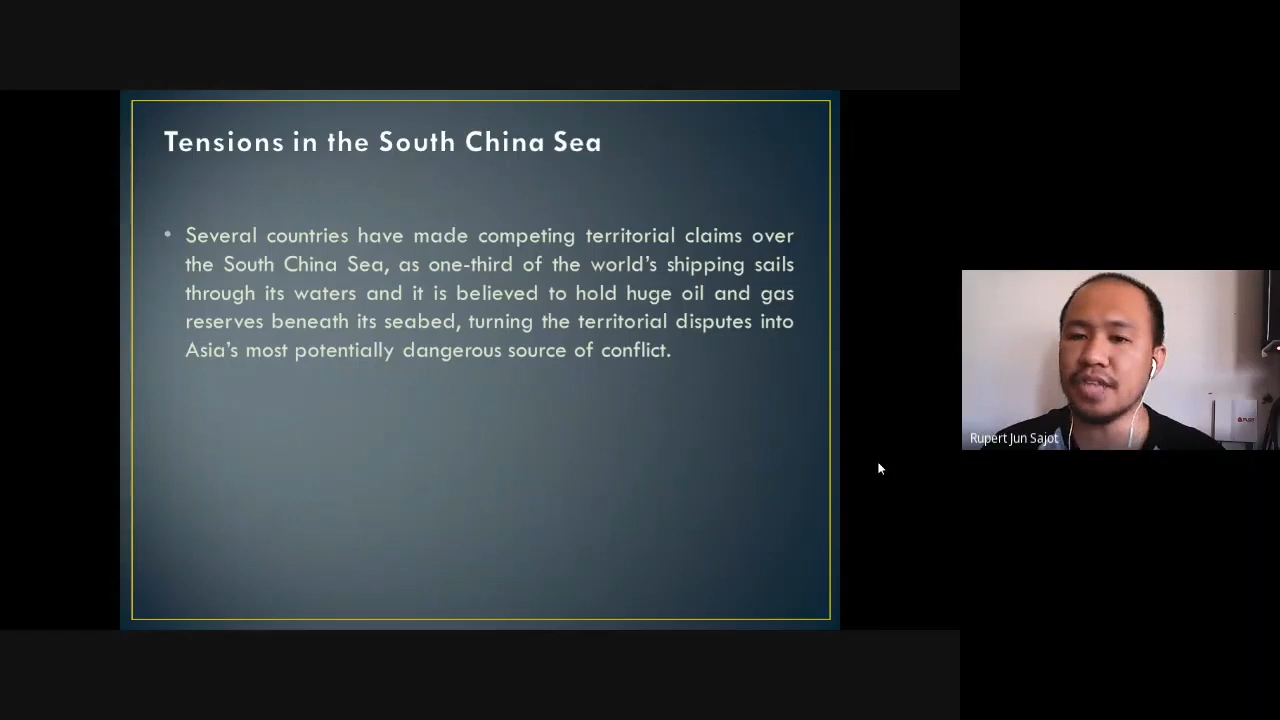 Tensions in the South China Sea
• Several countries have made competing territorial claims over
the South China Sea, as one-third of the world's shipping sails
through its waters and it is believed to hold huge oil and gas
reserves beneath its seabed, turning the territorial disputes into
Asia's most potentially dangerous source of conflict.
Rupert Jun Sajot